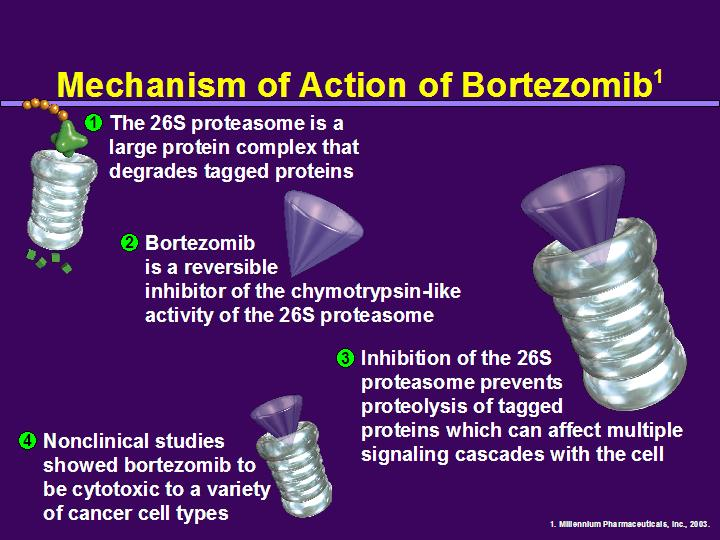 Mechanism of Action of Bortezomib1
1 The 26S proteasome is a
large protein complex that
degrades tagged proteins
2 Bortezomib
is a reversible
inhibitor of the chymotrypsin-like
activity of the 26S proteasome
3 Inhibition of the 26S
proteasome prevents
proteolysis of tagged
proteins which can affect multiple
signaling cascades with the cell
4 Nonclinical studies
showed bortezomib to
be cytotoxic to a variety
of cancer cell types
1. Millennium Pharmaceuticals, Inc., 2003.